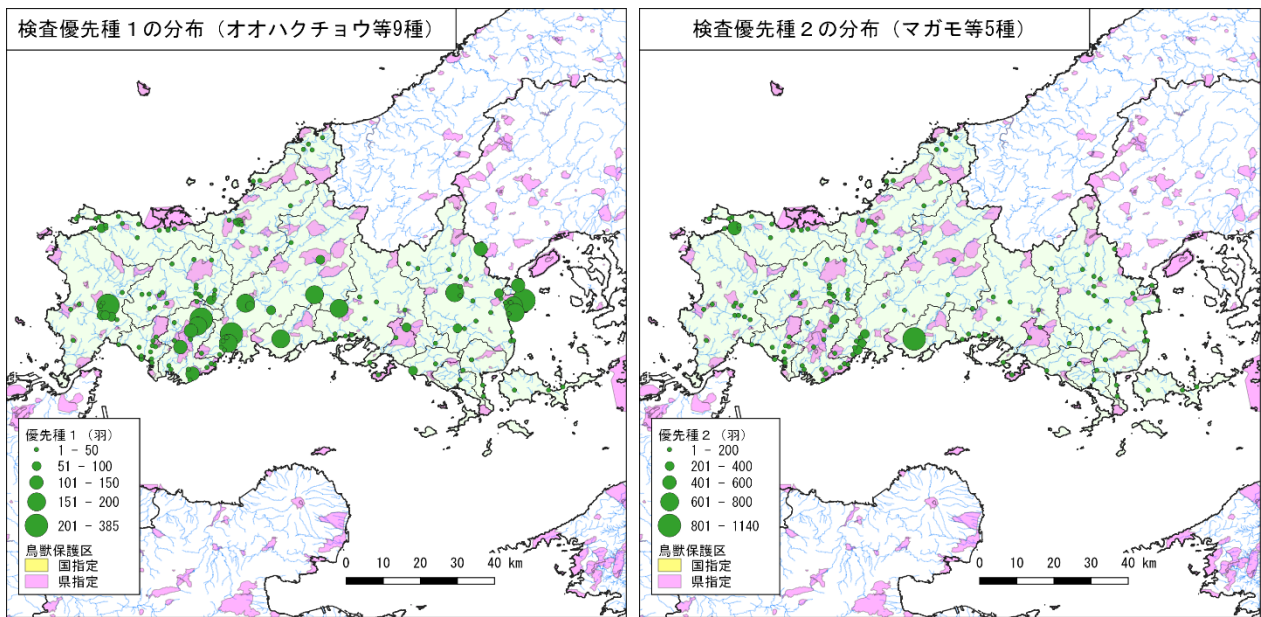 検査優先種１の分布（オオハクチョウ等9種）
優先種１（羽）
1 - 50
51 - 100
101 - 150
151 - 200
201 - 385
鳥獣保護区
国指定
県指定
0 10 20 30 40 km
検査優先種２の分布（マガモ等5種）
優先種２（羽）
1 - 200
201 - 400
401 - 600
601 - 800
801 - 1140
鳥獣保護区
国指定
県指定
0 10 20 30 40 km